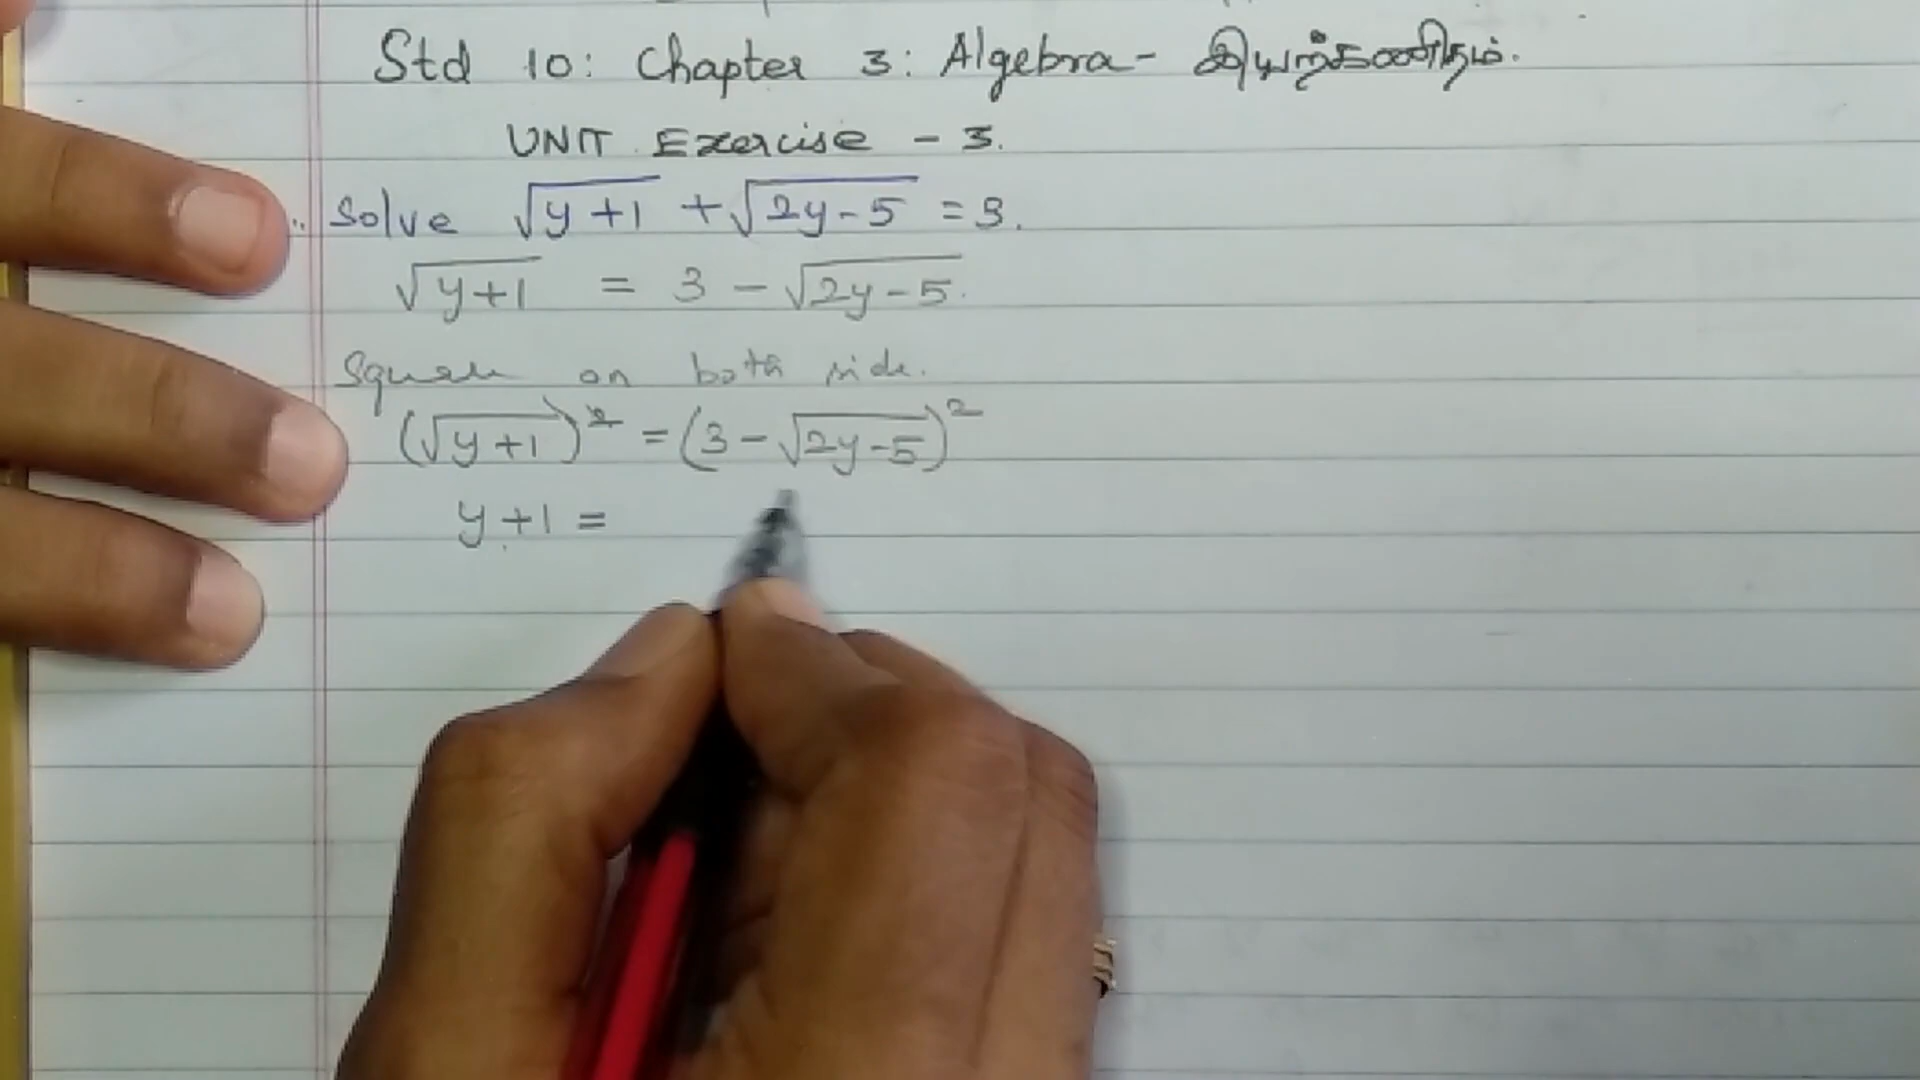 Std 10: Chapter 3: Algebra - இயற்கணிதம்.
UNIT Exercise - 3.
Solve √(y+1) + √(2y-5) = 3.
√(y+1) = 3 - √(2y-5).
Square on both side.
(√(y+1))² = (3 - √(2y-5))²
y+1 =